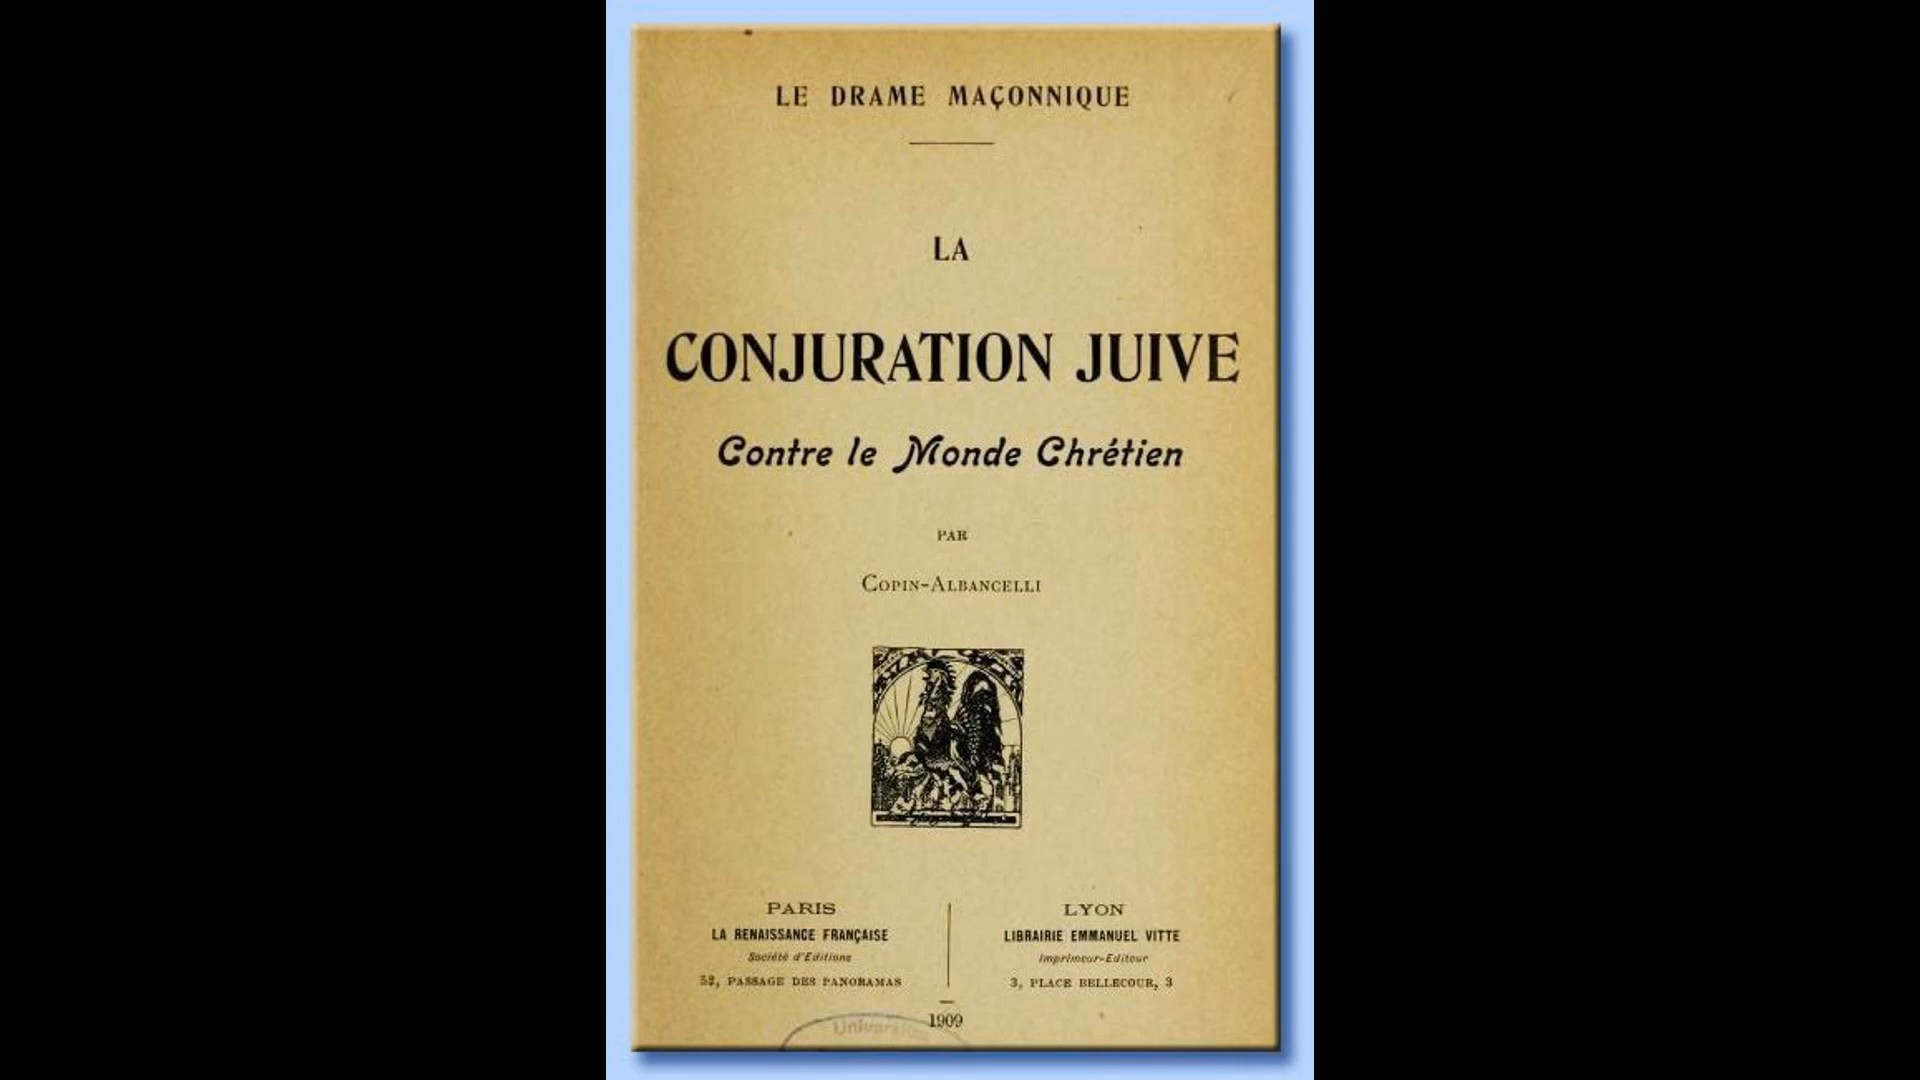 LE DRAME MAÇONNIQUE
LA
CONJURATION JUIVE
Contre le Monde Chrétien
PAR
COPIN-ALBANCELLI
PARIS
LA RENAISSANCE FRANÇAISE
Société d'Editions
52, PASSAGE DES PANORAMAS
LYON
LIBRAIRIE EMMANUEL VITTE
Imprimeur-Editeur
3, PLACE BELLECOUR, 3
1909